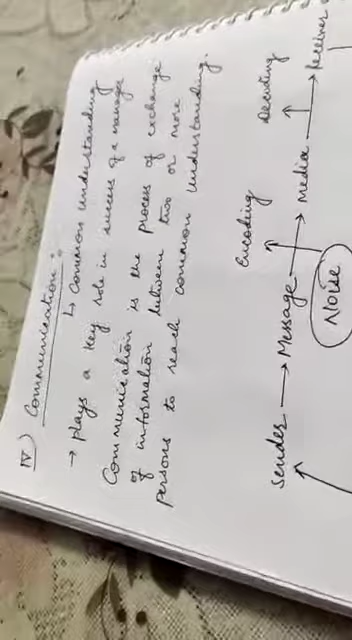 IV) Communication :
↳ Common understanding
→ Plays a key role in success of a manager
Communication is the process of exchange
of information between two or more
persons to reach common understanding.
Encoding Decoding
Sender → Message → Media → Receiver
Noise